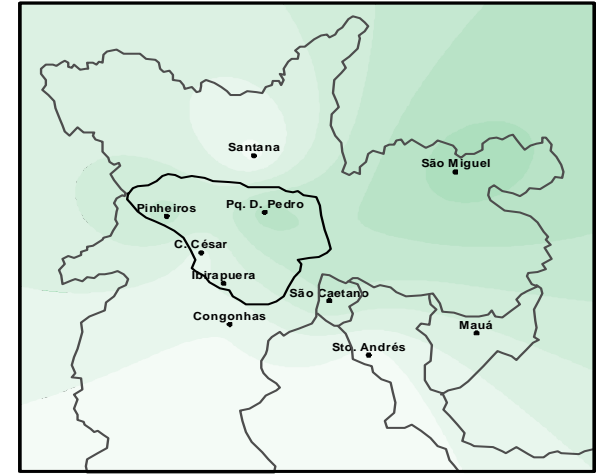 Santana
São Miguel
Pinheiros
Pq. D. Pedro
C. César
Ibirapuera
São Caetano
Congonhas
Mauá
Sto. Andrés